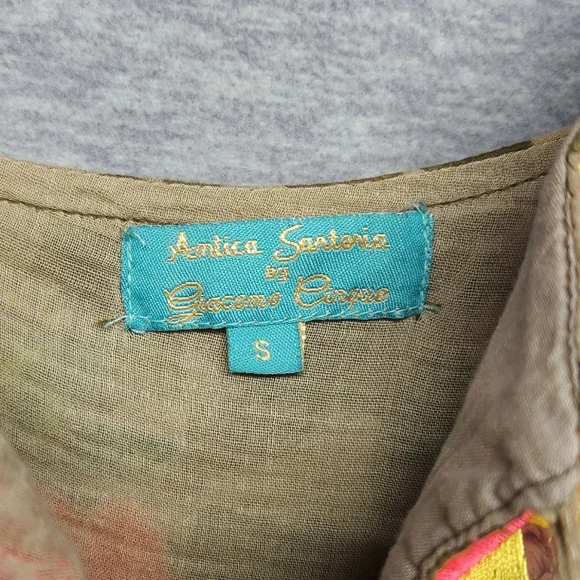 Antica Sartoria
by
Giacomo Cinque
S